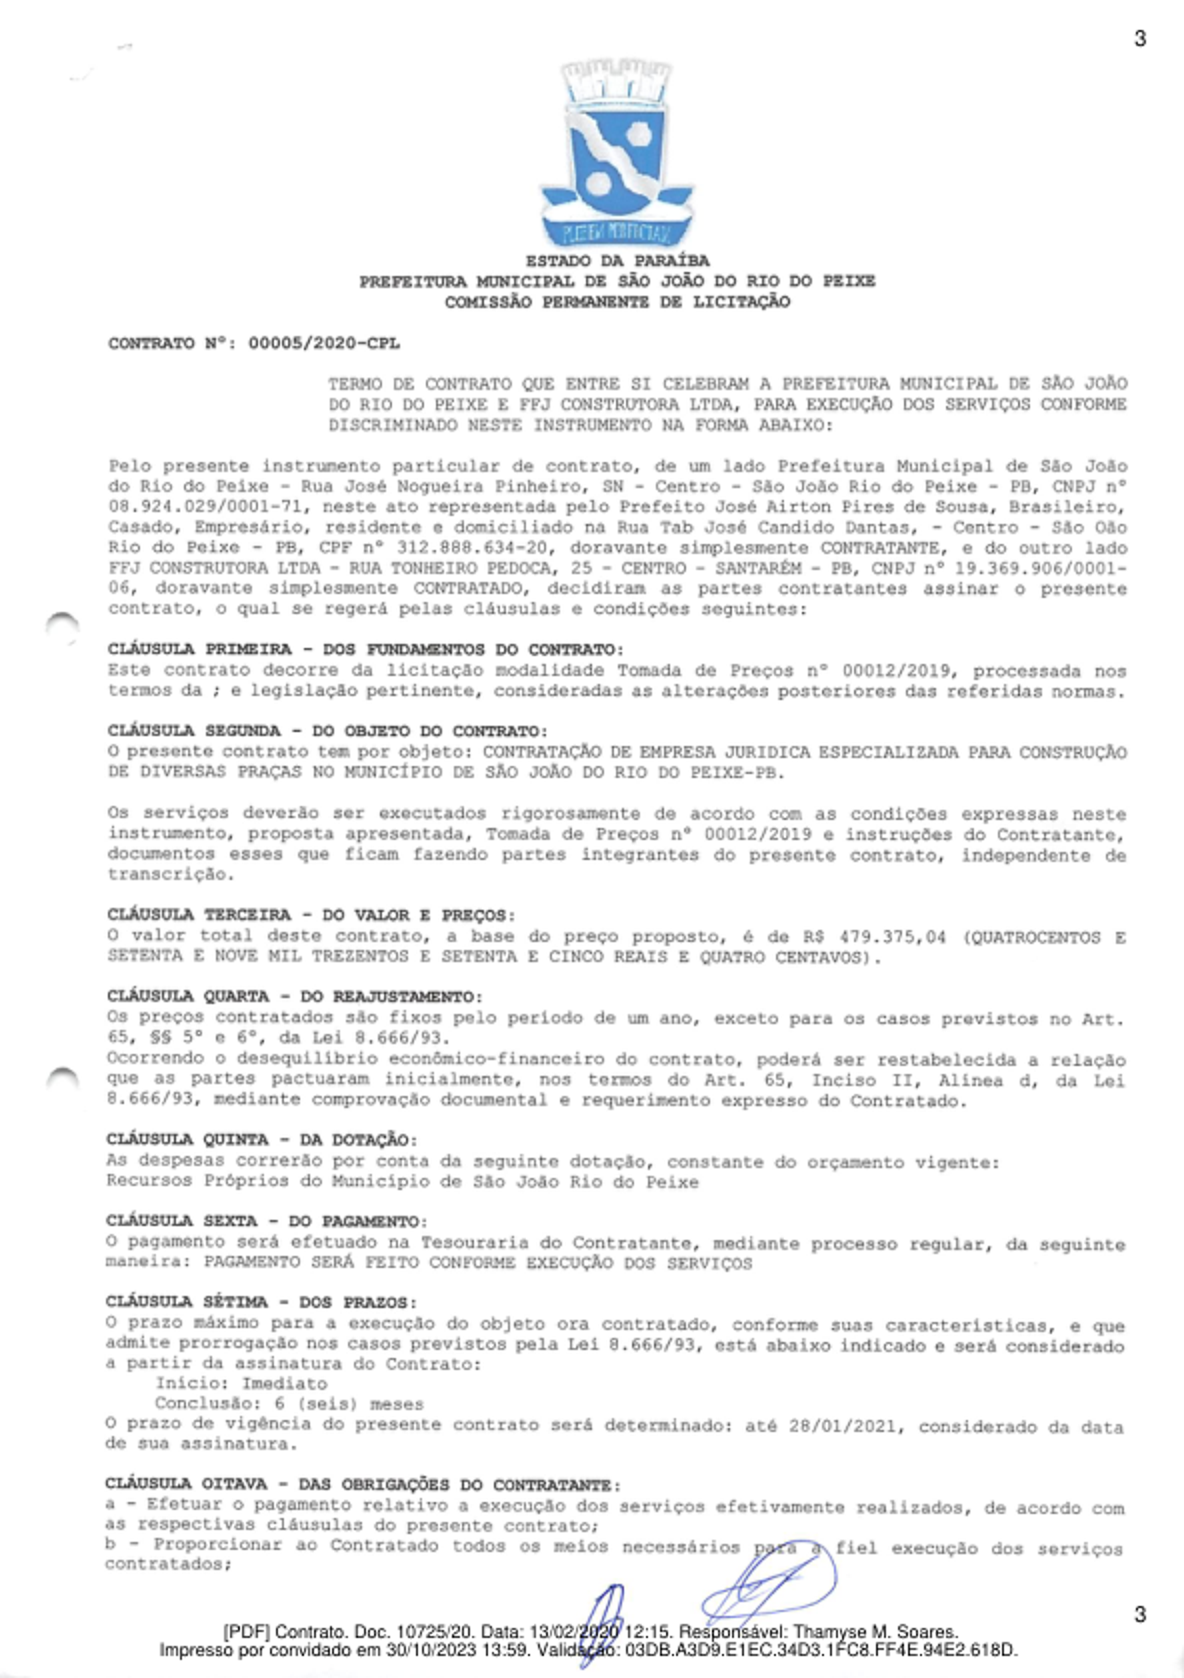 3
ESTADO DA PARAÍBA
PREFEITURA MUNICIPAL DE SÃO JOÃO DO RIO DO PEIXE
COMISSÃO PERMANENTE DE LICITAÇÃO
CONTRATO Nº: 00005/2020-CPL
TERMO DE CONTRATO QUE ENTRE SI CELEBRAM A PREFEITURA MUNICIPAL DE SÃO JOÃO
DO RIO DO PEIXE E FFJ CONSTRUTORA LTDA, PARA EXECUÇÃO DOS SERVIÇOS CONFORME
DISCRIMINADO NESTE INSTRUMENTO NA FORMA ABAIXO:
Pelo presente instrumento particular de contrato, de um lado Prefeitura Municipal de São João
do Rio do Peixe - Rua José Nogueira Pinheiro, SN - Centro - São João Rio do Peixe - PB, CNPJ nº
08.924.029/0001-71, neste ato representada pelo Prefeito José Airton Pires de Sousa, Brasileiro,
Casado, Empresário, residente e domiciliado na Rua Tab José Candido Dantas, - Centro - São Oão
Rio do Peixe - PB, CPF nº 312.888.634-20, doravante simplesmente CONTRATANTE, e do outro lado
FFJ CONSTRUTORA LTDA - RUA TONHEIRO PEDOCA, 25 - CENTRO - SANTARÉM - PB, CNPJ nº 19.369.906/0001-
06, doravante simplesmente CONTRATADO, decidiram as partes contratantes assinar o presente
contrato, o qual se regerá pelas cláusulas e condições seguintes:
CLÁUSULA PRIMEIRA - DOS FUNDAMENTOS DO CONTRATO:
Este contrato decorre da licitação modalidade Tomada de Preços nº 00012/2019, processada nos
termos da ; e legislação pertinente, consideradas as alterações posteriores das referidas normas.
CLÁUSULA SEGUNDA - DO OBJETO DO CONTRATO:
O presente contrato tem por objeto: CONTRATAÇÃO DE EMPRESA JURIDICA ESPECIALIZADA PARA CONSTRUÇÃO
DE DIVERSAS PRAÇAS NO MUNICÍPIO DE SÃO JOÃO DO RIO DO PEIXE-PB.
Os serviços deverão ser executados rigorosamente de acordo com as condições expressas neste
instrumento, proposta apresentada, Tomada de Preços nº 00012/2019 e instruções do Contratante,
documentos esses que ficam fazendo partes integrantes do presente contrato, independente de
transcrição.
CLÁUSULA TERCEIRA - DO VALOR E PREÇOS:
O valor total deste contrato, a base do preço proposto, é de R$ 479.375,04 (QUATROCENTOS E
SETENTA E NOVE MIL TREZENTOS E SETENTA E CINCO REAIS E QUATRO CENTAVOS).
CLÁUSULA QUARTA - DO REAJUSTAMENTO:
Os preços contratados são fixos pelo período de um ano, exceto para os casos previstos no Art.
65, §§ 5º e 6º, da Lei 8.666/93.
Ocorrendo o desequilíbrio econômico-financeiro do contrato, poderá ser restabelecida a relação
que as partes pactuaram inicialmente, nos termos do Art. 65, Inciso II, Alínea d, da Lei
8.666/93, mediante comprovação documental e requerimento expresso do Contratado.
CLÁUSULA QUINTA - DA DOTAÇÃO:
As despesas correrão por conta da seguinte dotação, constante do orçamento vigente:
Recursos Próprios do Município de São João Rio do Peixe
CLÁUSULA SEXTA - DO PAGAMENTO:
O pagamento será efetuado na Tesouraria do Contratante, mediante processo regular, da seguinte
maneira: PAGAMENTO SERÁ FEITO CONFORME EXECUÇÃO DOS SERVIÇOS
CLÁUSULA SÉTIMA - DOS PRAZOS:
O prazo máximo para a execução do objeto ora contratado, conforme suas características, e que
admite prorrogação nos casos previstos pela Lei 8.666/93, está abaixo indicado e será considerado
a partir da assinatura do Contrato:
Início: Imediato
Conclusão: 6 (seis) meses
O prazo de vigência do presente contrato será determinado: até 28/01/2021, considerado da data
de sua assinatura.
CLÁUSULA OITAVA - DAS OBRIGAÇÕES DO CONTRATANTE:
a - Efetuar o pagamento relativo a execução dos serviços efetivamente realizados, de acordo com
as respectivas cláusulas do presente contrato;
b - Proporcionar ao Contratado todos os meios necessários para a fiel execução dos serviços
contratados;
3
[PDF] Contrato. Doc. 10725/20. Data: 13/02/2020 12:15. Responsável: Thamyse M. Soares.
Impresso por convidado em 30/10/2023 13:59. Validação: 03DB.A3D9.E1EC.34D3.1FC8.FF4E.94E2.618D.